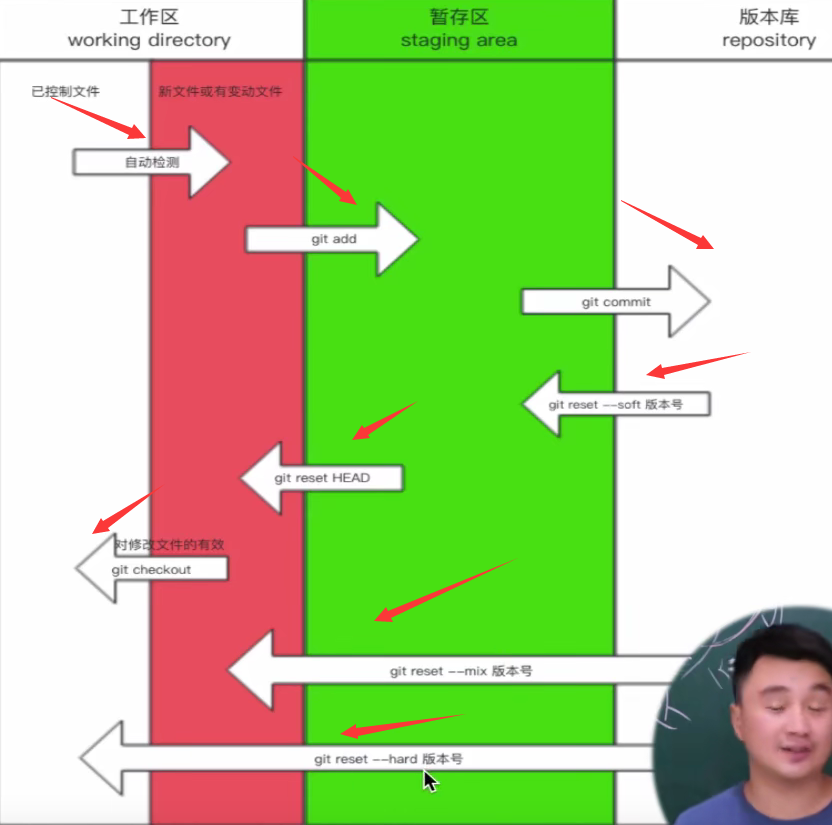 工作区
working directory
暂存区
staging area
版本库
repository
已控制文件
新文件或有变动文件
自动检测
git add
git commit
git reset --soft 版本号
git reset HEAD
对修改文件的有效
git checkout
git reset --mix 版本号
git reset --hard 版本号